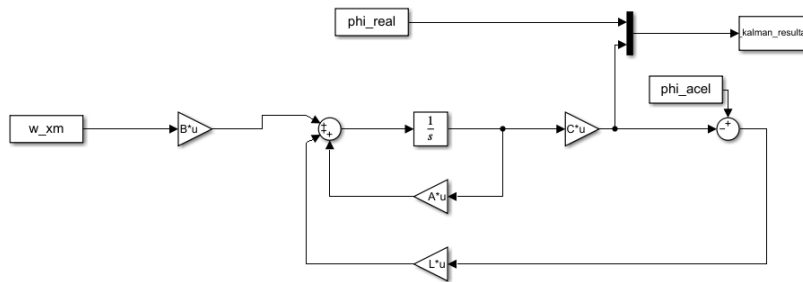 phi_real
kalman_resulta
phi_acel
w_xm
B*u
+
+
+
1
s
C*u
−
+
A*u
L*u